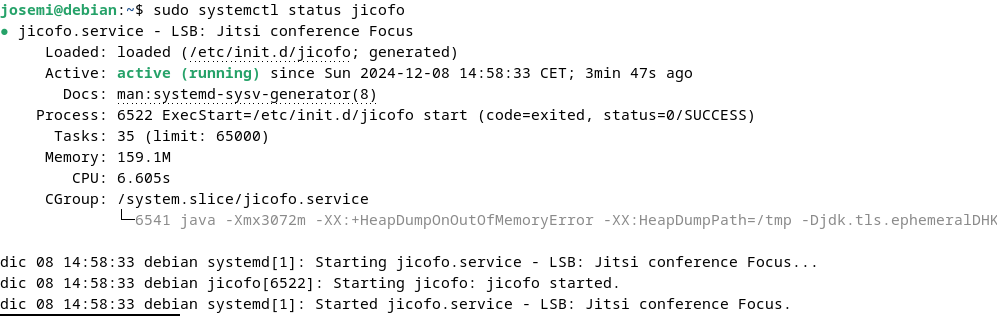 josemi@debian:~$ sudo systemctl status jicofo
● jicofo.service - LSB: Jitsi conference Focus
     Loaded: loaded (/etc/init.d/jicofo; generated)
     Active: active (running) since Sun 2024-12-08 14:58:33 CET; 3min 47s ago
       Docs: man:systemd-sysv-generator(8)
    Process: 6522 ExecStart=/etc/init.d/jicofo start (code=exited, status=0/SUCCESS)
      Tasks: 35 (limit: 65000)
     Memory: 159.1M
        CPU: 6.605s
     CGroup: /system.slice/jicofo.service
             └─6541 java -Xmx3072m -XX:+HeapDumpOnOutOfMemoryError -XX:HeapDumpPath=/tmp -Djdk.tls.ephemeralDHK

dic 08 14:58:33 debian systemd[1]: Starting jicofo.service - LSB: Jitsi conference Focus...
dic 08 14:58:33 debian jicofo[6522]: Starting jicofo: jicofo started.
dic 08 14:58:33 debian systemd[1]: Started jicofo.service - LSB: Jitsi conference Focus.